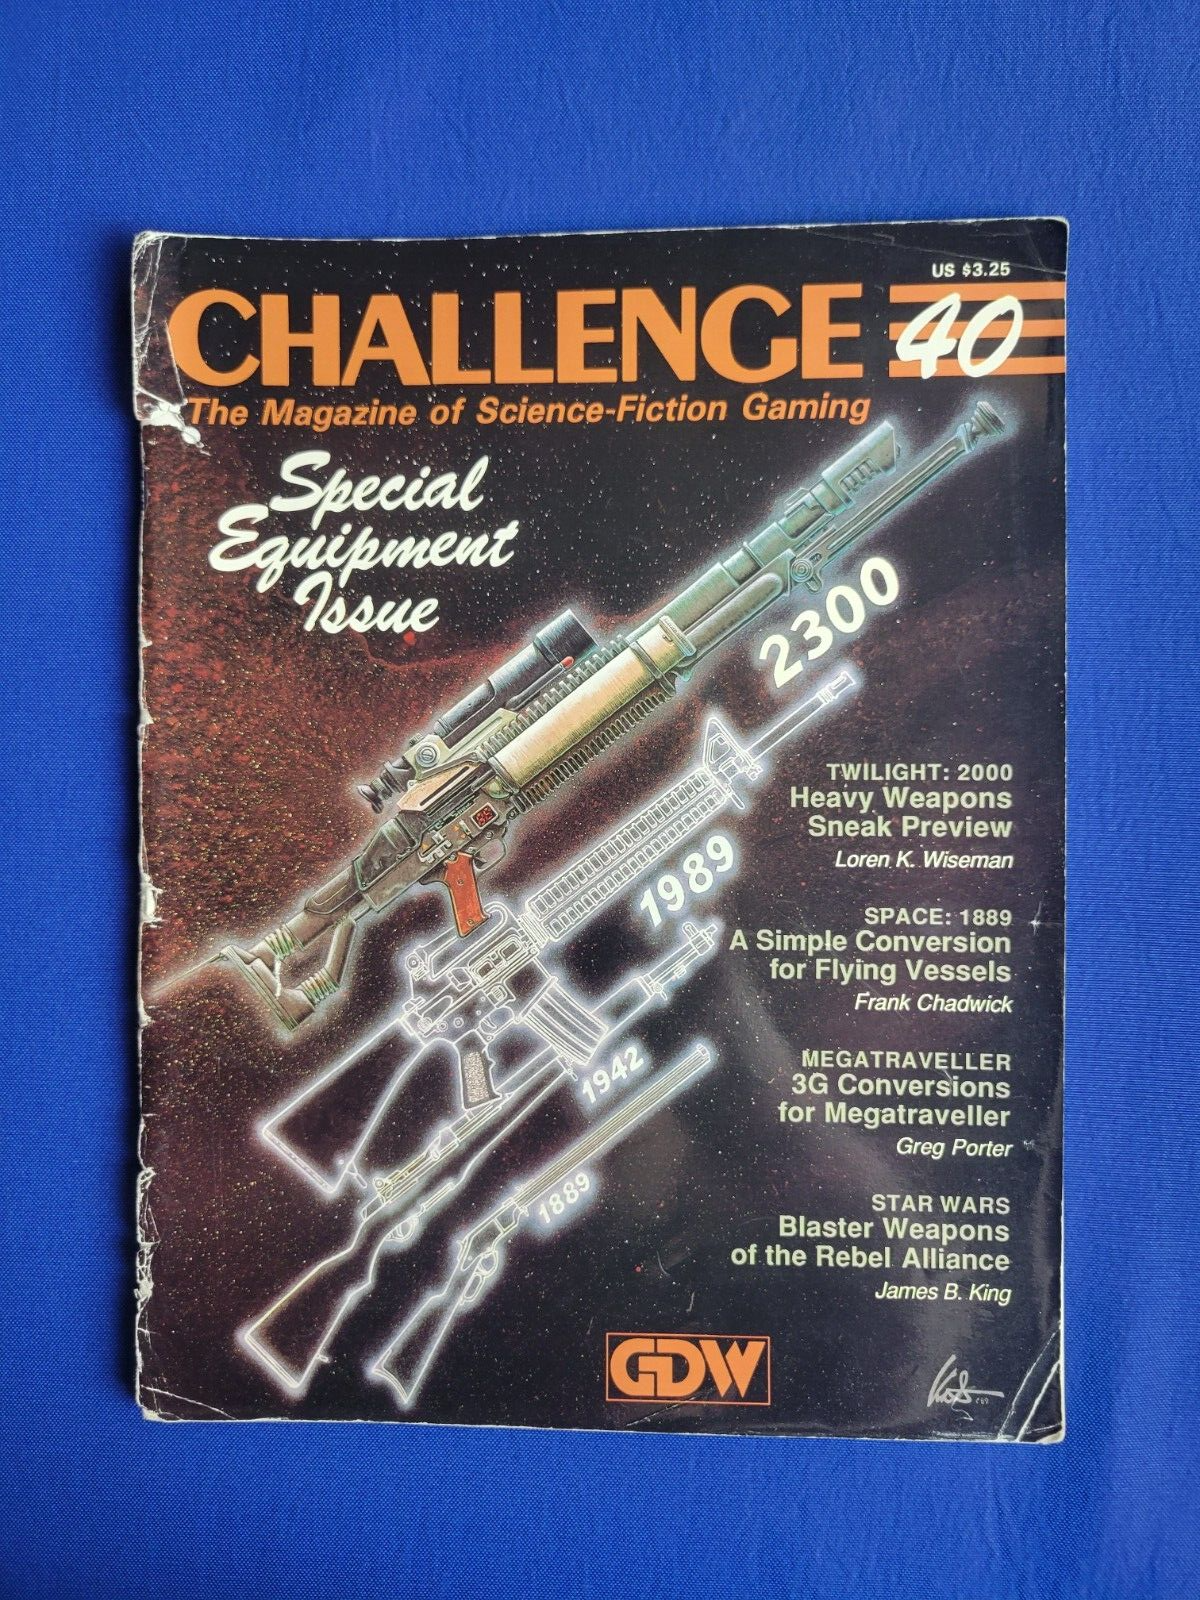 US $3.25
CHALLENGE 40
The Magazine of Science-Fiction Gaming
Special
Equipment
Issue
2300
1989
1942
1889
TWILIGHT: 2000
Heavy Weapons
Sneak Preview
Loren K. Wiseman
SPACE: 1889
A Simple Conversion
for Flying Vessels
Frank Chadwick
MEGATRAVELLER
3G Conversions
for Megatraveller
Greg Porter
STAR WARS
Blaster Weapons
of the Rebel Alliance
James B. King
GDW